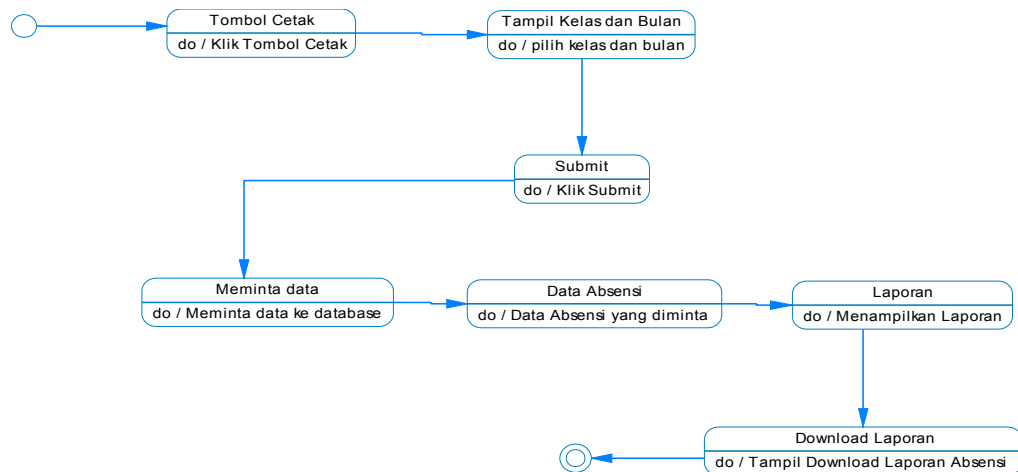 Tombol Cetak
do / Klik Tombol Cetak
Tampil Kelas dan Bulan
do / pilih kelas dan bulan
Submit
do / Klik Submit
Meminta data
do / Meminta data ke database
Data Absensi
do / Data Absensi yang diminta
Laporan
do / Menampilkan Laporan
Download Laporan
do / Tampil Download Laporan Absensi